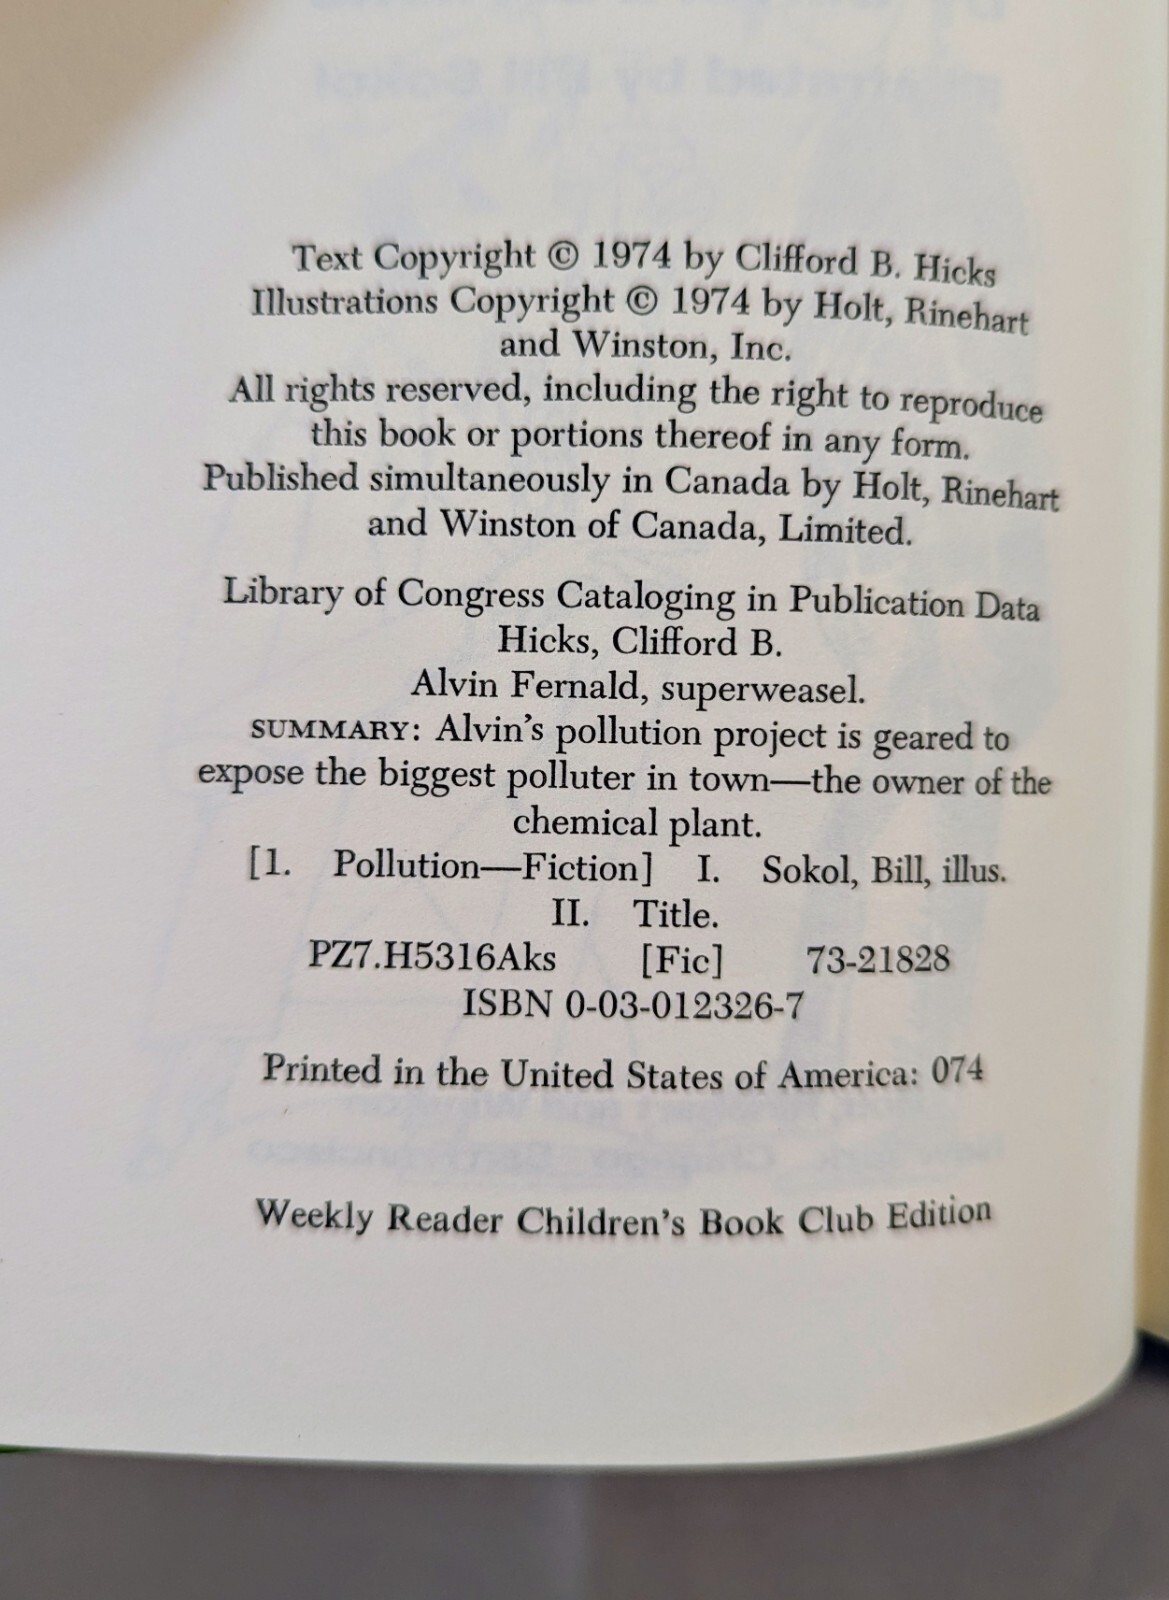 Text Copyright © 1974 by Clifford B. Hicks
Illustrations Copyright © 1974 by Holt, Rinehart
and Winston, Inc.
All rights reserved, including the right to reproduce
this book or portions thereof in any form.
Published simultaneously in Canada by Holt, Rinehart
and Winston of Canada, Limited.
Library of Congress Cataloging in Publication Data
Hicks, Clifford B.
Alvin Fernald, superweasel.
SUMMARY: Alvin's pollution project is geared to
expose the biggest polluter in town—the owner of the
chemical plant.
[1. Pollution—Fiction] I. Sokol, Bill, illus.
II. Title.
PZ7.H5316Aks [Fic] 73-21828
ISBN 0-03-012326-7
Printed in the United States of America: 074
Weekly Reader Children's Book Club Edition